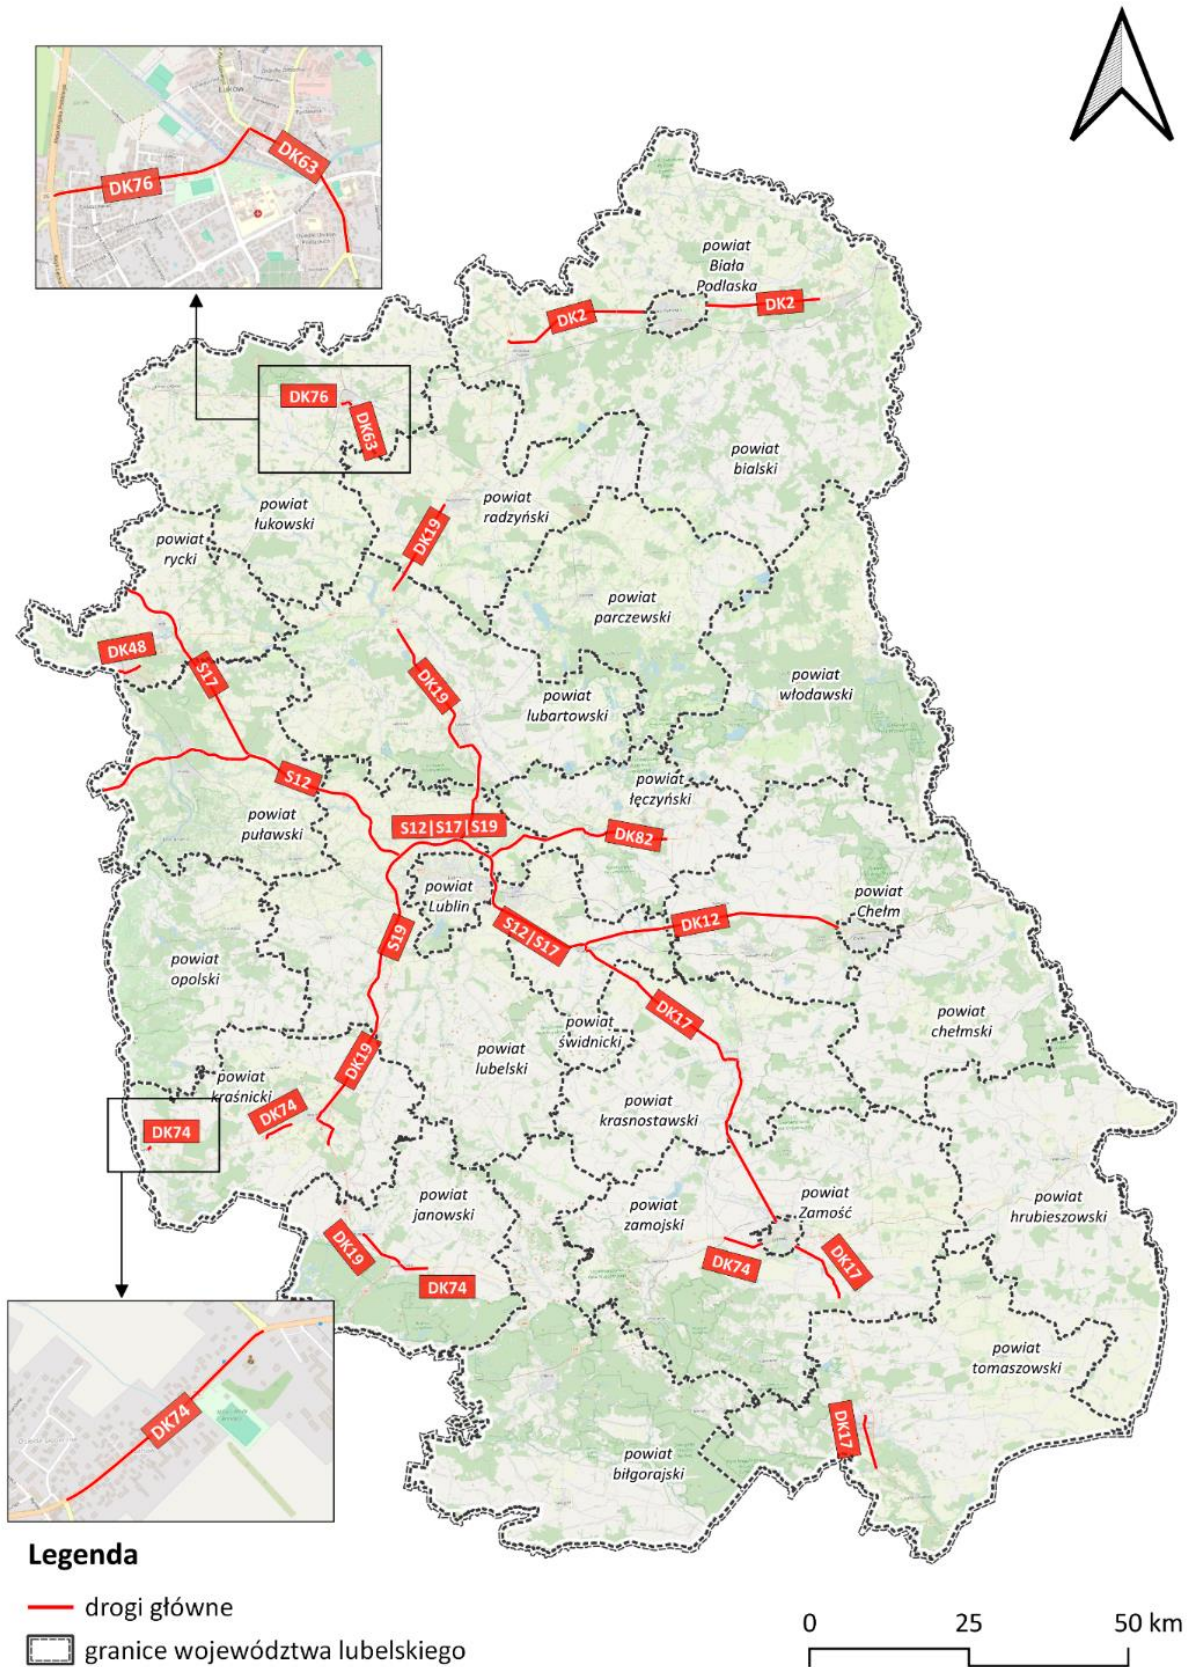 ŁUKÓW
DK76
DK63
powiat
Biała
Podlaska
DK2
DK2
DK76
DK63
powiat
bialski
powiat
łukowski
powiat
radzyński
DK19
powiat
rycki
powiat
parczewski
DK48
S17
DK19
powiat
lubartowski
powiat
włodawski
S12
powiat
puławski
powiat
łęczyński
S12|S17|S19
DK82
powiat
Lublin
powiat
Chełm
S19
S12|S17
DK12
powiat
opolski
DK17
powiat
świdnicki
powiat
chełmski
powiat
lubelski
DK19
powiat
kraśnicki
DK74
DK74
powiat
krasnostawski
powiat
janowski
powiat
zamojski
powiat
Zamość
powiat
hrubieszowski
DK19
DK74
DK74
DK17
powiat
tomaszowski
DK74
DK17
powiat
biłgorajski
Legenda
drogi główne
granice województwa lubelskiego
0 25 50 km